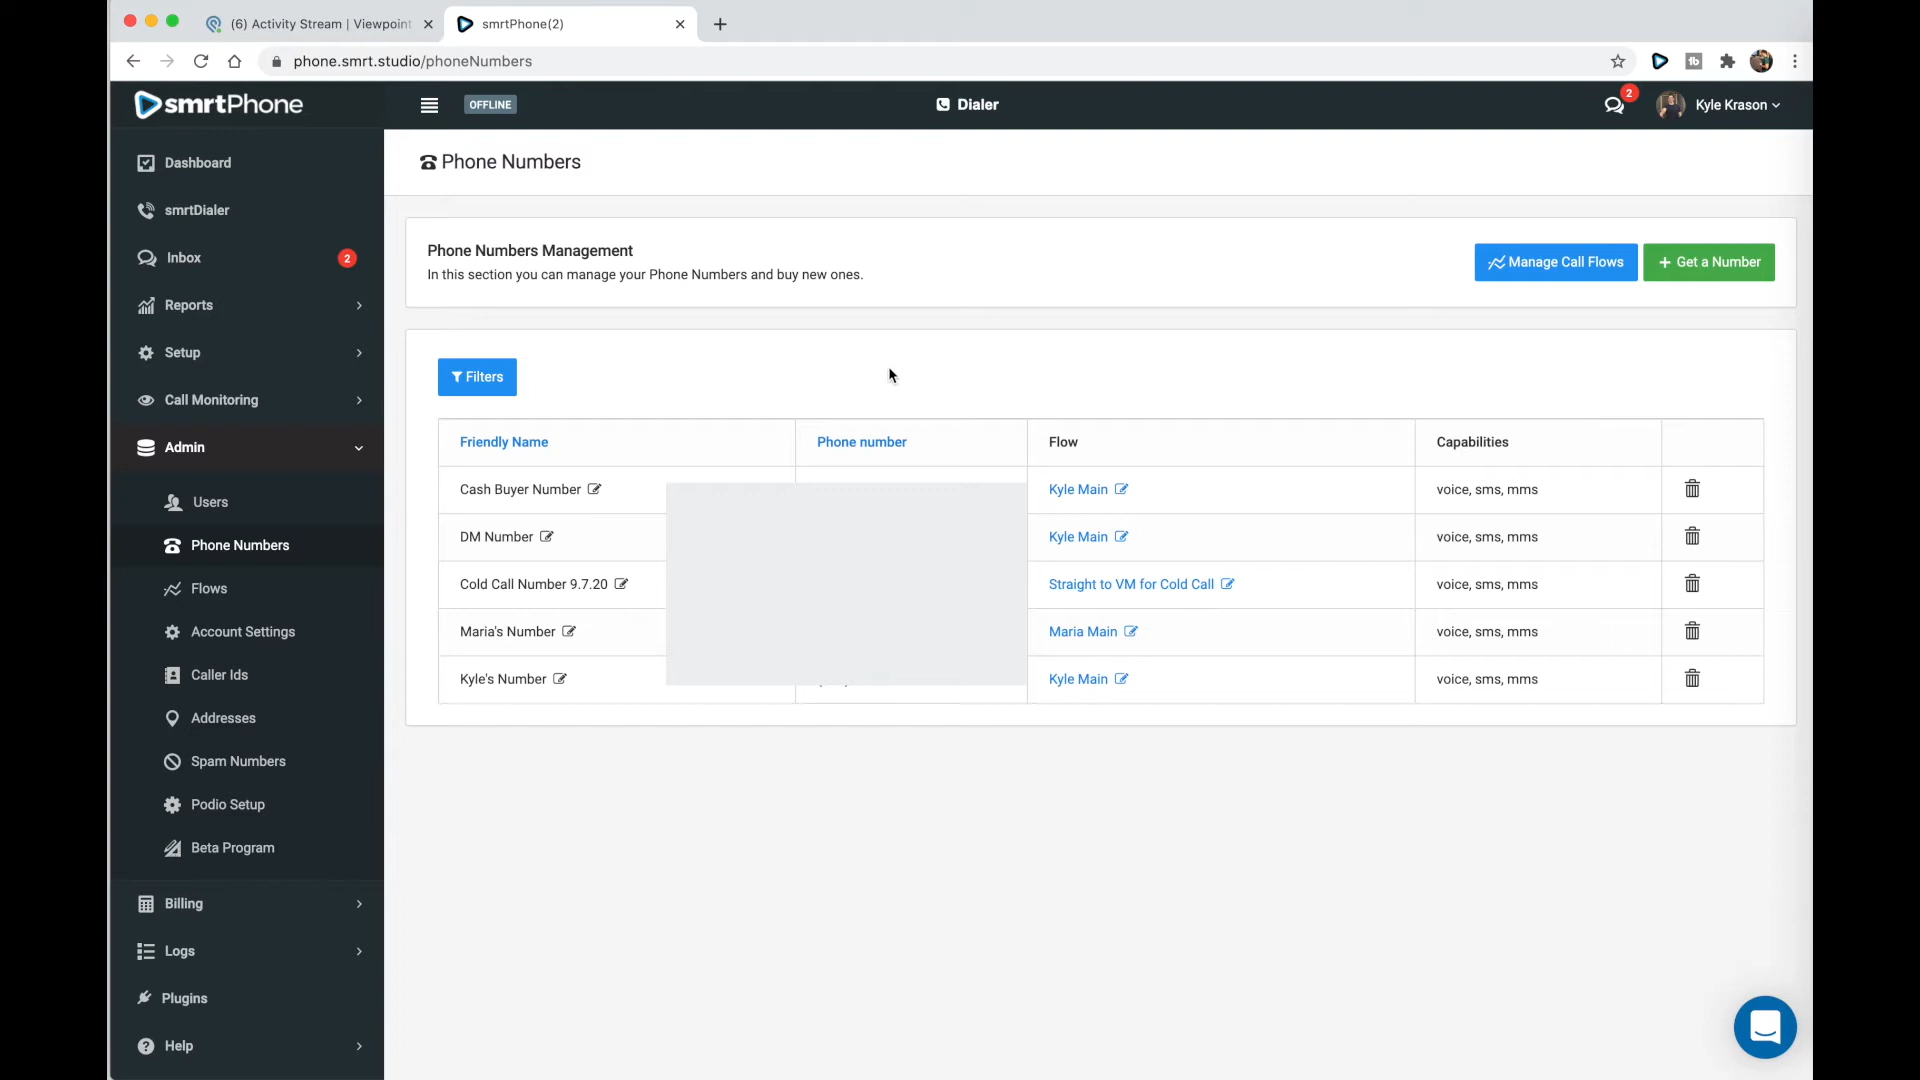 (6) Activity Stream | Viewpoint
smrtPhone(2)
phone.smrt.studio/phoneNumbers
smrtPhone
OFFLINE
Dialer
2
Kyle Krason
Dashboard
smrtDialer
Inbox
2
Reports
Setup
Call Monitoring
Admin
Users
Phone Numbers
Flows
Account Settings
Caller Ids
Addresses
Spam Numbers
Podio Setup
Beta Program
Billing
Logs
Plugins
Help
Phone Numbers
Phone Numbers Management
In this section you can manage your Phone Numbers and buy new ones.
Manage Call Flows
+ Get a Number
Filters
Friendly Name Phone number Flow Capabilities
Cash Buyer Number Kyle Main voice, sms, mms
DM Number Kyle Main voice, sms, mms
Cold Call Number 9.7.20 Straight to VM for Cold Call voice, sms, mms
Maria's Number Maria Main voice, sms, mms
Kyle's Number Kyle Main voice, sms, mms